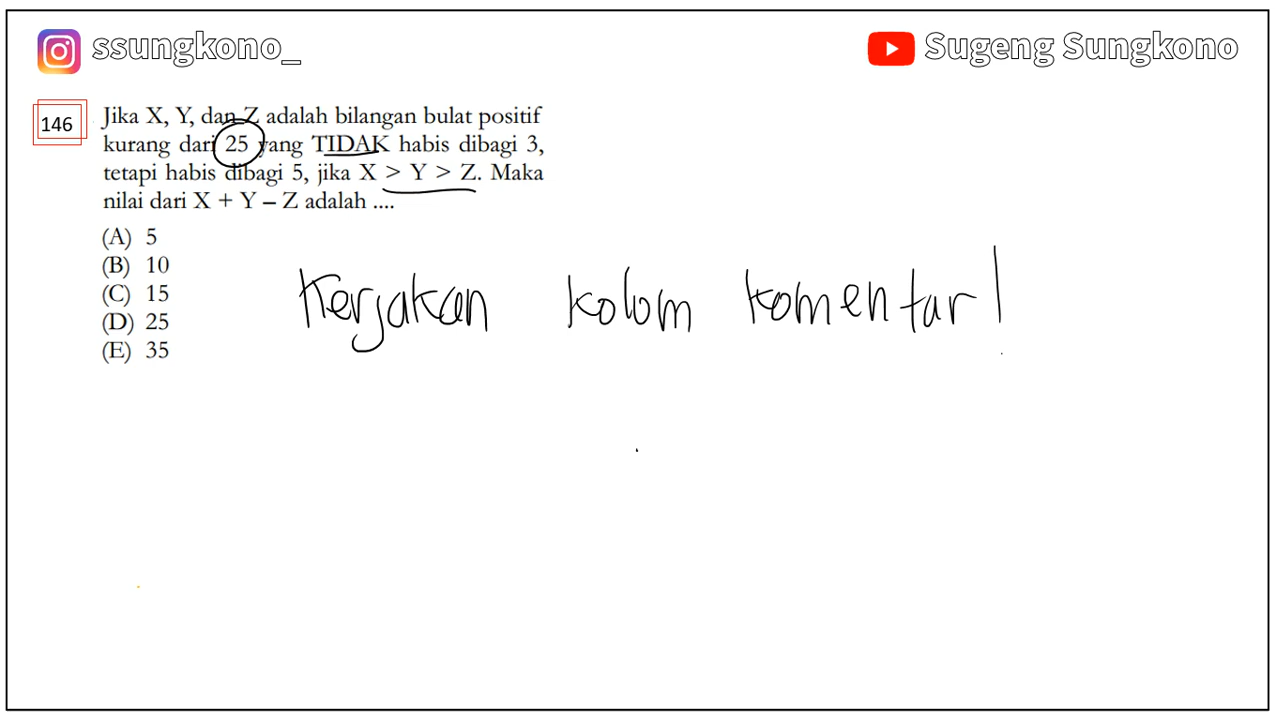 ssungkono_
Sugeng Sungkono
146
Jika X, Y, dan Z adalah bilangan bulat positif
kurang dari 25 yang TIDAK habis dibagi 3,
tetapi habis dibagi 5, jika X > Y > Z. Maka
nilai dari X + Y – Z adalah ....
(A) 5
(B) 10
(C) 15
(D) 25
(E) 35
Kerjakan kolom komentar!